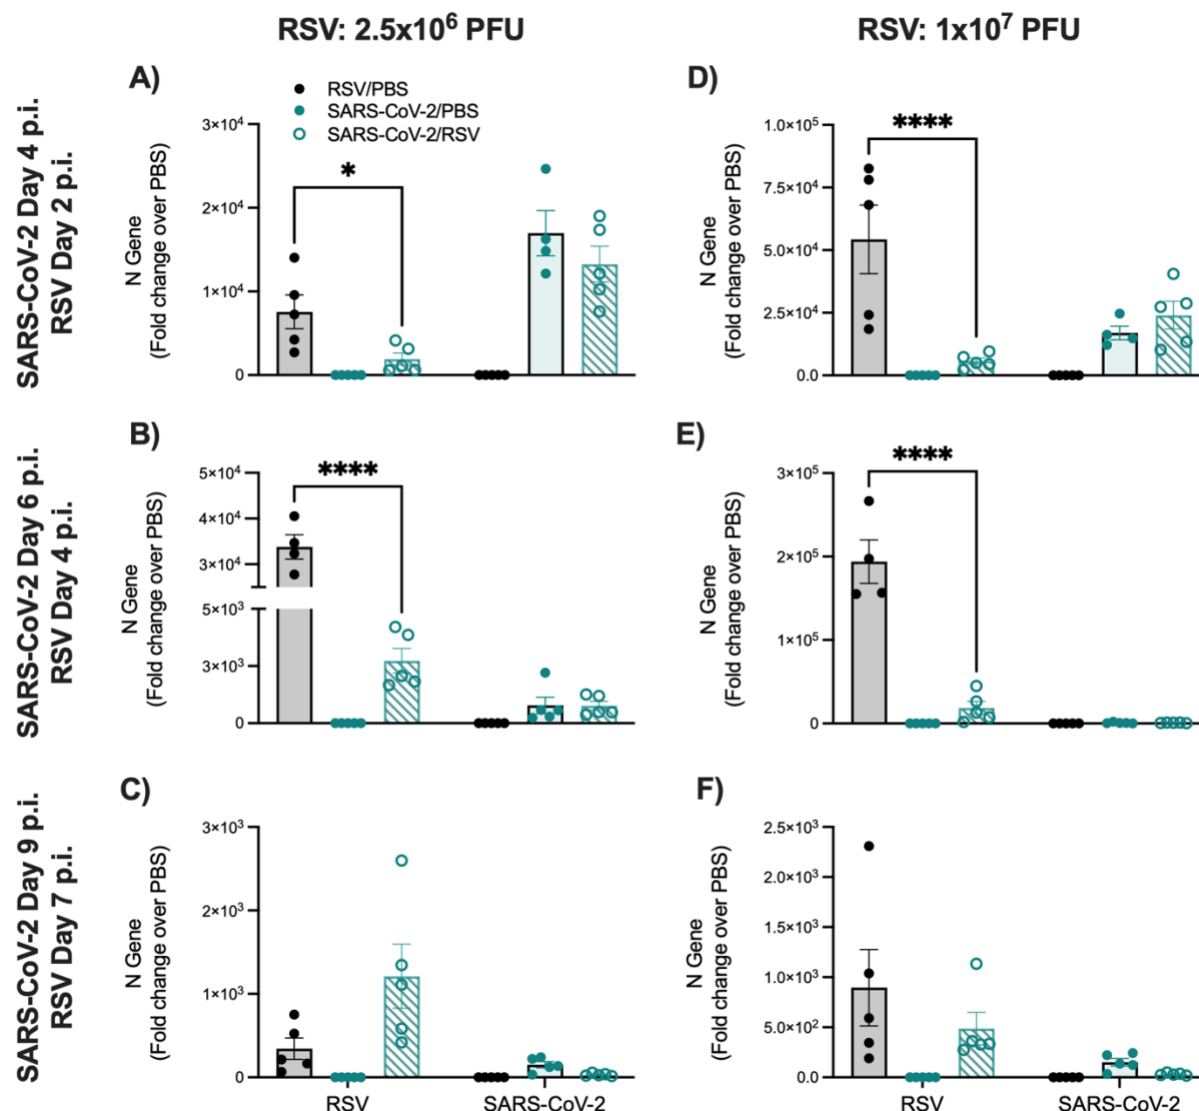 RSV: 2.5x10⁶ PFU
RSV: 1x10⁷ PFU
SARS-CoV-2 Day 4 p.i.
RSV Day 2 p.i.
A)
RSV/PBS
SARS-CoV-2/PBS
SARS-CoV-2/RSV
N Gene
(Fold change over PBS)
3×10⁴
2×10⁴
1×10⁴
0
*
D)
N Gene
(Fold change over PBS)
1.0×10⁵
7.5×10⁴
5.0×10⁴
2.5×10⁴
0.0
****
SARS-CoV-2 Day 6 p.i.
RSV Day 4 p.i.
B)
N Gene
(Fold change over PBS)
5×10⁴
4×10⁴
3×10⁴
5×10³
3×10³
0
****
E)
N Gene
(Fold change over PBS)
3×10⁵
2×10⁵
1×10⁵
0
****
SARS-CoV-2 Day 9 p.i.
RSV Day 7 p.i.
C)
N Gene
(Fold change over PBS)
3×10³
2×10³
1×10³
0
RSV
SARS-CoV-2
F)
N Gene
(Fold change over PBS)
2.5×10³
2.0×10³
1.5×10³
1.0×10³
5.0×10²
0.0
RSV
SARS-CoV-2